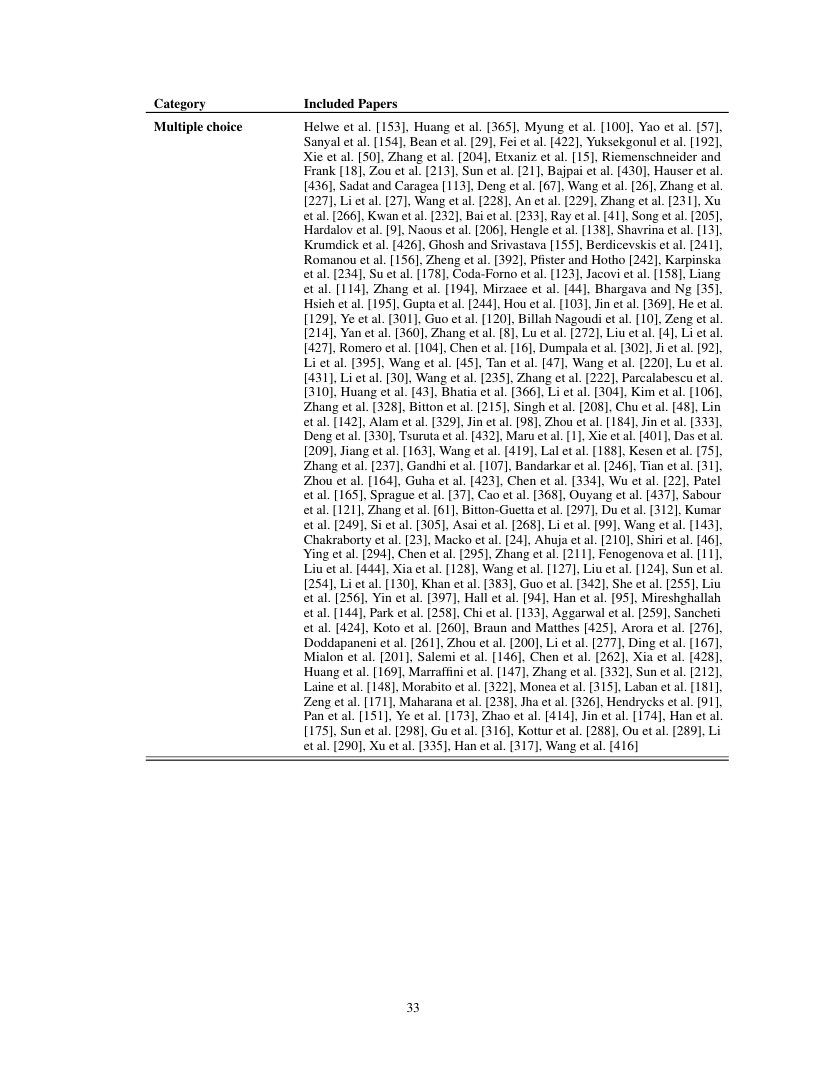 Category Included Papers
Multiple choice Helwe et al. [153], Huang et al. [365], Myung et al. [100], Yao et al. [57],
Sanyal et al. [154], Bean et al. [29], Fei et al. [422], Yuksekgonul et al. [192],
Xie et al. [50], Zhang et al. [204], Etxaniz et al. [15], Riemenschneider and
Frank [18], Zou et al. [213], Sun et al. [21], Bajpai et al. [430], Hauser et al.
[436], Sadat and Caragea [113], Deng et al. [67], Wang et al. [26], Zhang et al.
[227], Li et al. [27], Wang et al. [228], An et al. [229], Zhang et al. [231], Xu
et al. [266], Kwan et al. [232], Bai et al. [233], Ray et al. [41], Song et al. [205],
Hardalov et al. [9], Naous et al. [206], Hengle et al. [138], Shavrina et al. [13],
Krumdick et al. [426], Ghosh and Srivastava [155], Berdicevskis et al. [241],
Romanou et al. [156], Zheng et al. [392], Pfister and Hotho [242], Karpinska
et al. [234], Su et al. [178], Coda-Forno et al. [123], Jacovi et al. [158], Liang
et al. [114], Zhang et al. [194], Mirzaee et al. [44], Bhargava and Ng [35],
Hsieh et al. [195], Gupta et al. [244], Hou et al. [103], Jin et al. [369], He et al.
[129], Ye et al. [301], Guo et al. [120], Billah Nagoudi et al. [10], Zeng et al.
[214], Yan et al. [360], Zhang et al. [8], Lu et al. [272], Liu et al. [4], Li et al.
[427], Romero et al. [104], Chen et al. [16], Dumpala et al. [302], Ji et al. [92],
Li et al. [395], Wang et al. [45], Tan et al. [47], Wang et al. [220], Lu et al.
[431], Li et al. [30], Wang et al. [235], Zhang et al. [222], Parcalabescu et al.
[310], Huang et al. [43], Bhatia et al. [366], Li et al. [304], Kim et al. [106],
Zhang et al. [328], Bitton et al. [215], Singh et al. [208], Chu et al. [48], Lin
et al. [142], Alam et al. [329], Jin et al. [98], Zhou et al. [184], Jin et al. [333],
Deng et al. [330], Tsuruta et al. [432], Maru et al. [1], Xie et al. [401], Das et al.
[209], Jiang et al. [163], Wang et al. [419], Lal et al. [188], Kesen et al. [75],
Zhang et al. [237], Gandhi et al. [107], Bandarkar et al. [246], Tian et al. [31],
Zhou et al. [164], Guha et al. [423], Chen et al. [334], Wu et al. [22], Patel
et al. [165], Sprague et al. [37], Cao et al. [368], Ouyang et al. [437], Sabour
et al. [121], Zhang et al. [61], Bitton-Guetta et al. [297], Du et al. [312], Kumar
et al. [249], Si et al. [305], Asai et al. [268], Li et al. [99], Wang et al. [143],
Chakraborty et al. [23], Macko et al. [24], Ahuja et al. [210], Shiri et al. [46],
Ying et al. [294], Chen et al. [295], Zhang et al. [211], Fenogenova et al. [11],
Liu et al. [444], Xia et al. [128], Wang et al. [127], Liu et al. [124], Sun et al.
[254], Li et al. [130], Khan et al. [383], Guo et al. [342], She et al. [255], Liu
et al. [256], Yin et al. [397], Hall et al. [94], Han et al. [95], Mireshghallah
et al. [144], Park et al. [258], Chi et al. [133], Aggarwal et al. [259], Sancheti
et al. [424], Koto et al. [260], Braun and Matthes [425], Arora et al. [276],
Doddapaneni et al. [261], Zhou et al. [200], Li et al. [277], Ding et al. [167],
Mialon et al. [201], Salemi et al. [146], Chen et al. [262], Xia et al. [428],
Huang et al. [169], Marraffini et al. [147], Zhang et al. [332], Sun et al. [212],
Laine et al. [148], Morabito et al. [322], Monea et al. [315], Laban et al. [181],
Zeng et al. [171], Maharana et al. [238], Jha et al. [326], Hendrycks et al. [91],
Pan et al. [151], Ye et al. [173], Zhao et al. [414], Jin et al. [174], Han et al.
[175], Sun et al. [298], Gu et al. [316], Kottur et al. [288], Ou et al. [289], Li
et al. [290], Xu et al. [335], Han et al. [317], Wang et al. [416]
33